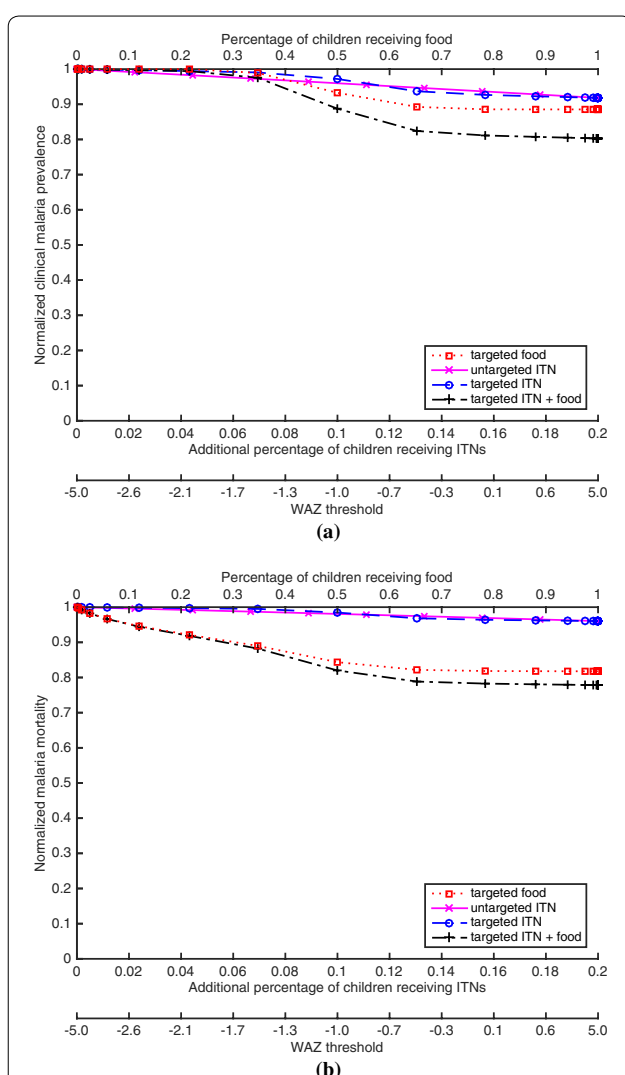 Percentage of children receiving food
0 0.1 0.2 0.3 0.4 0.5 0.6 0.7 0.8 0.9 1
1
0.9
0.8
0.7
0.6
0.5
0.4
0.3
0.2
0.1
0
Normalized clinical malaria prevalence
targeted food
untargeted ITN
targeted ITN
targeted ITN + food
0 0.02 0.04 0.06 0.08 0.1 0.12 0.14 0.16 0.18 0.2
Additional percentage of children receiving ITNs
-5.0 -2.6 -2.1 -1.7 -1.3 -1.0 -0.7 -0.3 0.1 0.6 5.0
WAZ threshold
(a)
Percentage of children receiving food
0 0.1 0.2 0.3 0.4 0.5 0.6 0.7 0.8 0.9 1
1
0.9
0.8
0.7
0.6
0.5
0.4
0.3
0.2
0.1
0
Normalized malaria mortality
targeted food
untargeted ITN
targeted ITN
targeted ITN + food
0 0.02 0.04 0.06 0.08 0.1 0.12 0.14 0.16 0.18 0.2
Additional percentage of children receiving ITNs
-5.0 -2.6 -2.1 -1.7 -1.3 -1.0 -0.7 -0.3 0.1 0.6 5.0
WAZ threshold
(b)